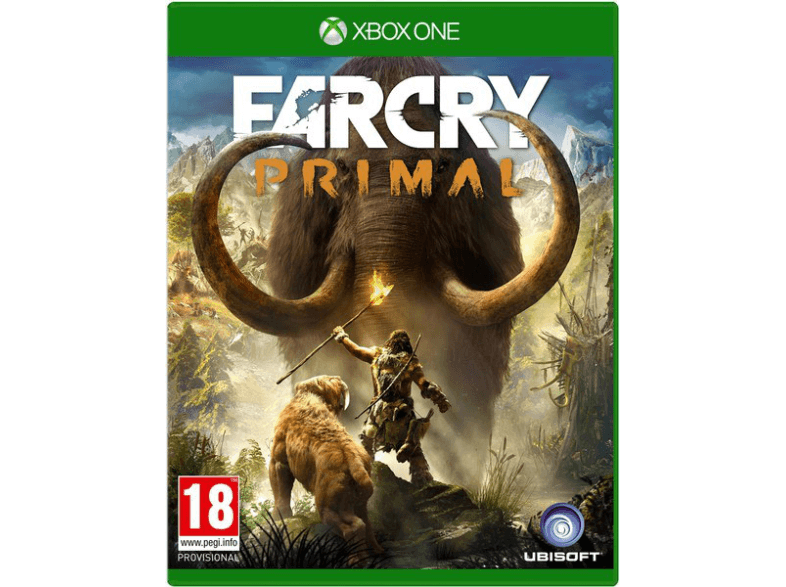 XBOX ONE
FARCRY
PRIMAL
18
www.pegi.info
PROVISIONAL
UBISOFT